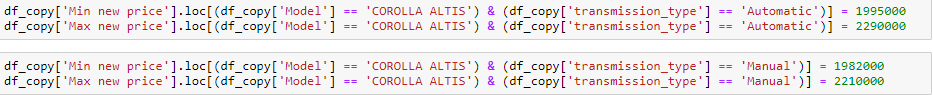 df_copy['Min new price'].loc[(df_copy['Model'] == 'COROLLA ALTIS') & (df_copy['transmission_type'] == 'Automatic')] = 1995000
df_copy['Max new price'].loc[(df_copy['Model'] == 'COROLLA ALTIS') & (df_copy['transmission_type'] == 'Automatic')] = 2290000
df_copy['Min new price'].loc[(df_copy['Model'] == 'COROLLA ALTIS') & (df_copy['transmission_type'] == 'Manual')] = 1982000
df_copy['Max new price'].loc[(df_copy['Model'] == 'COROLLA ALTIS') & (df_copy['transmission_type'] == 'Manual')] = 2210000